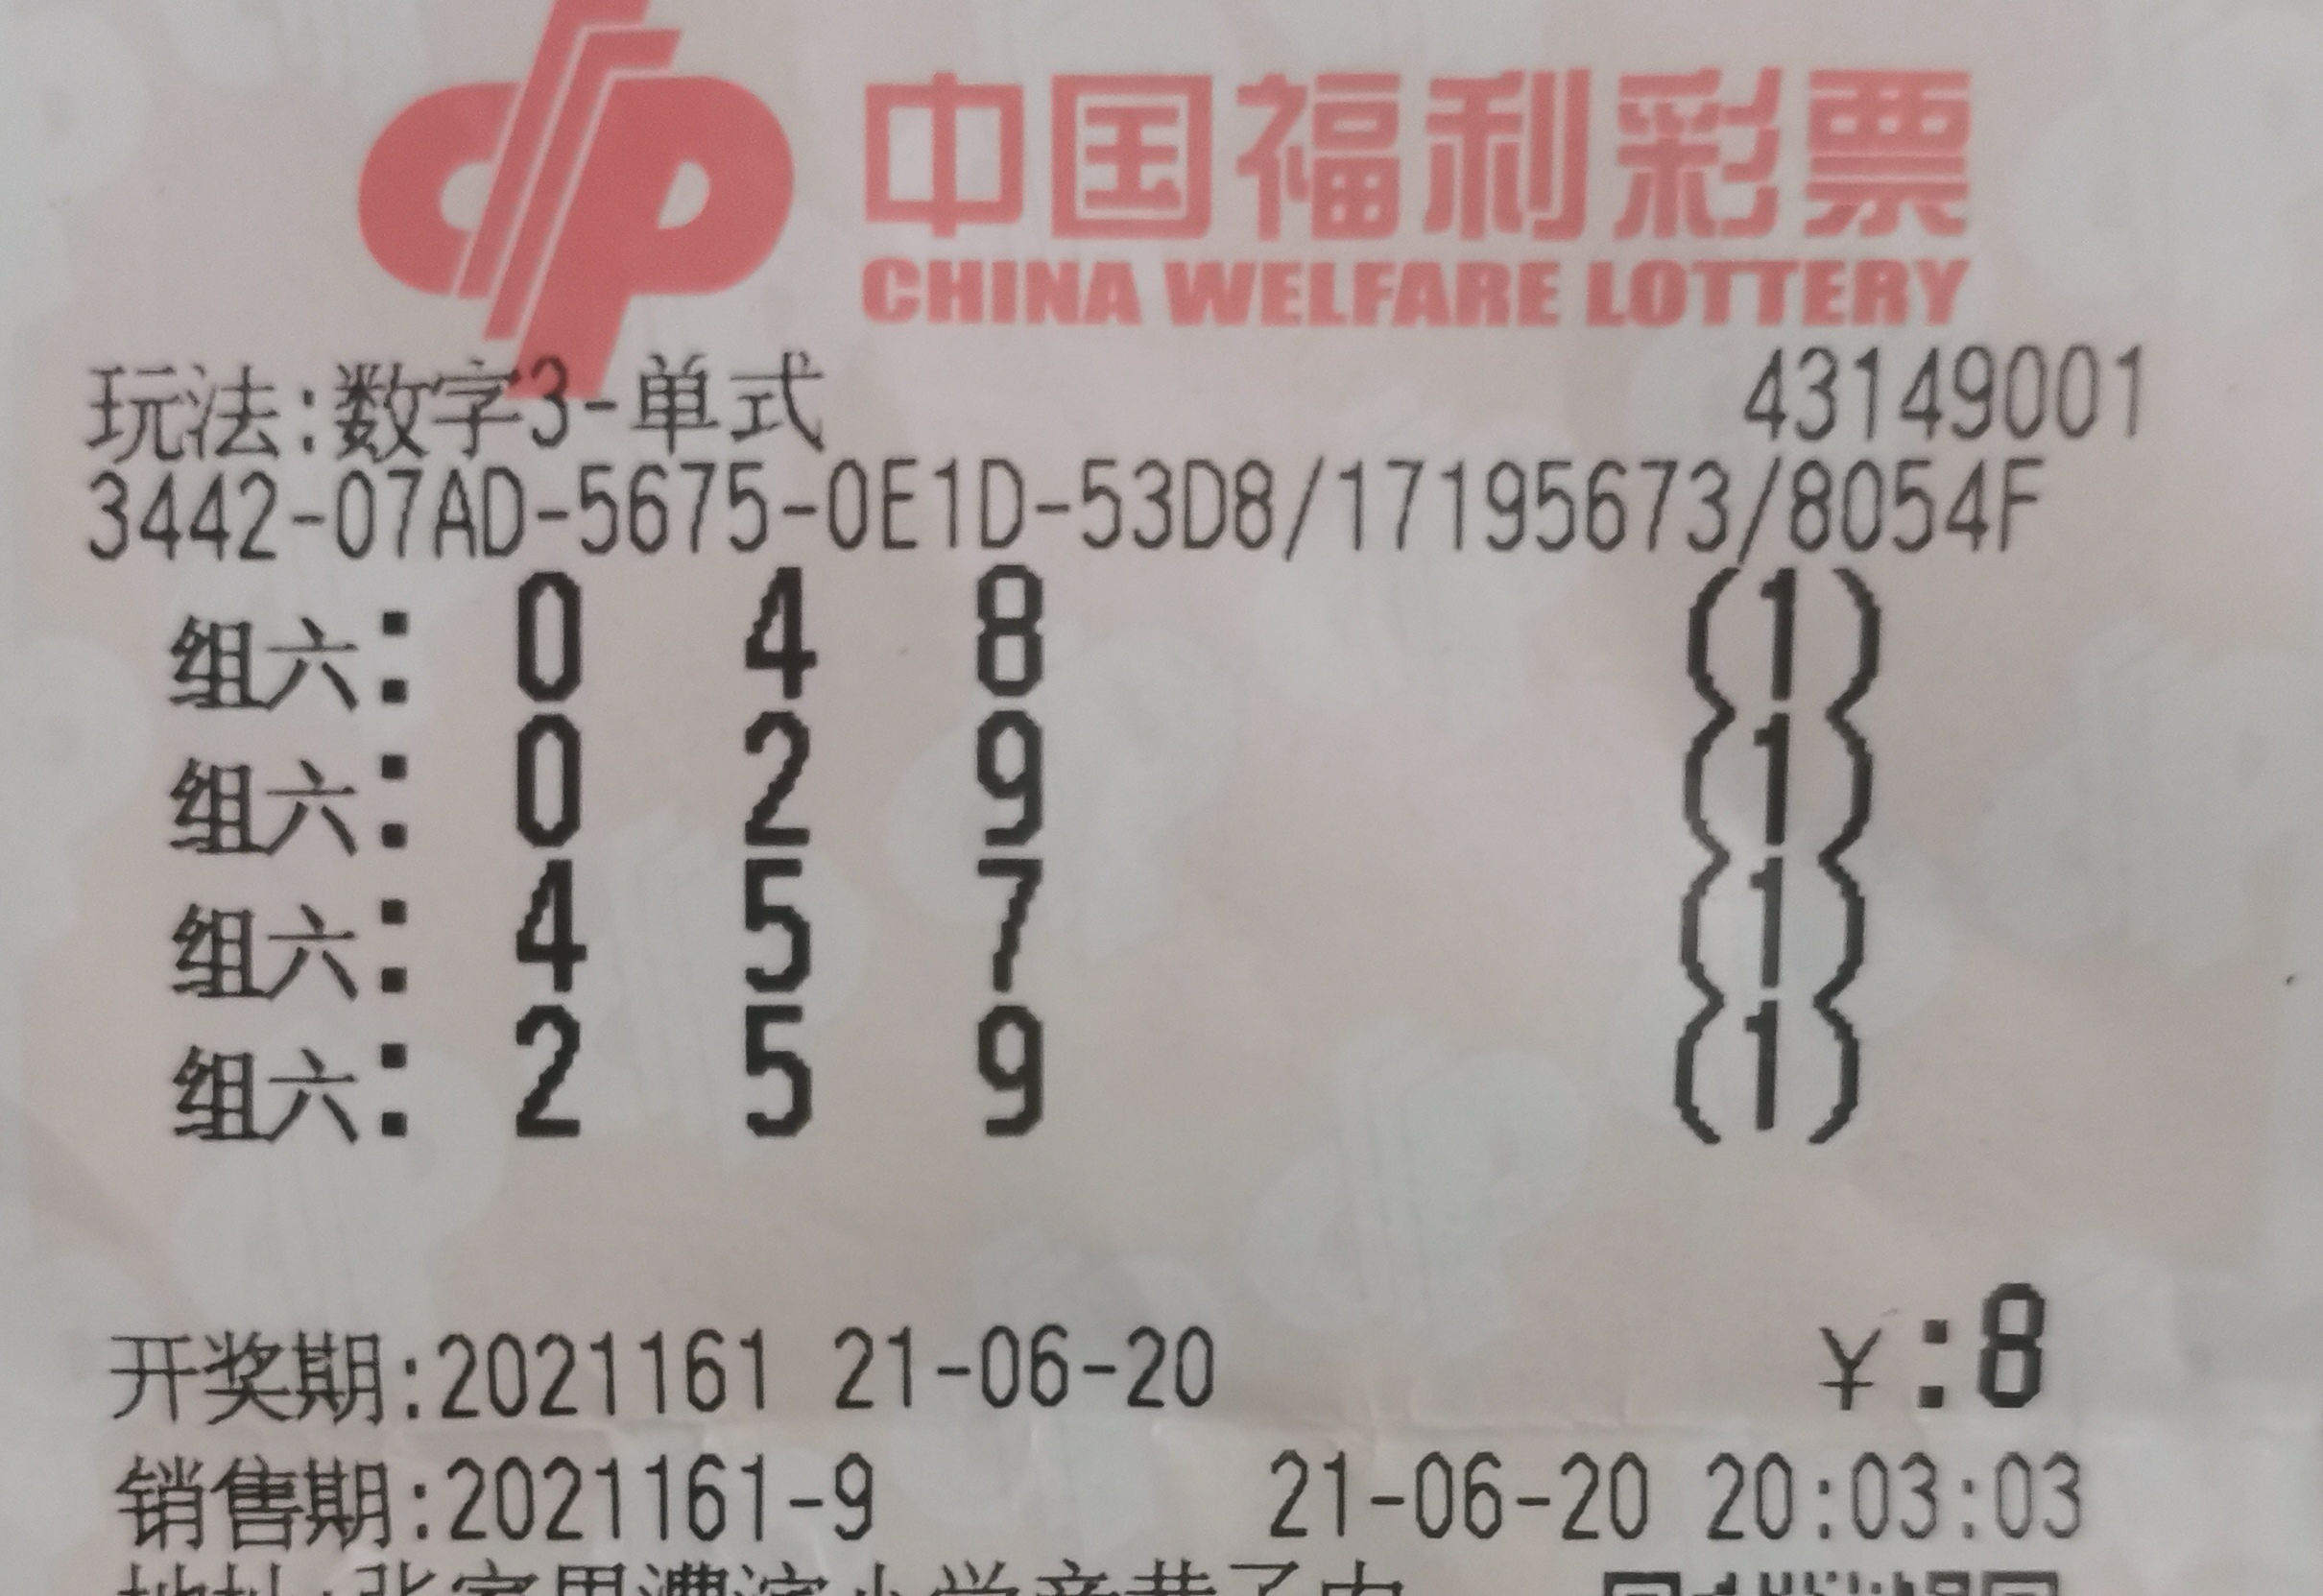 中国福利彩票
CHINA WELFARE LOTTERY
玩法:数字3-单式 43149001
3442-07AD-5675-0E1D-53D8/17195673/8054F
组六: 0 4 8 (1)
组六: 0 2 9 (1)
组六: 4 5 7 (1)
组六: 2 5 9 (1)
开奖期:2021161 21-06-20 ¥:8
销售期:2021161-9 21-06-20 20:03:03